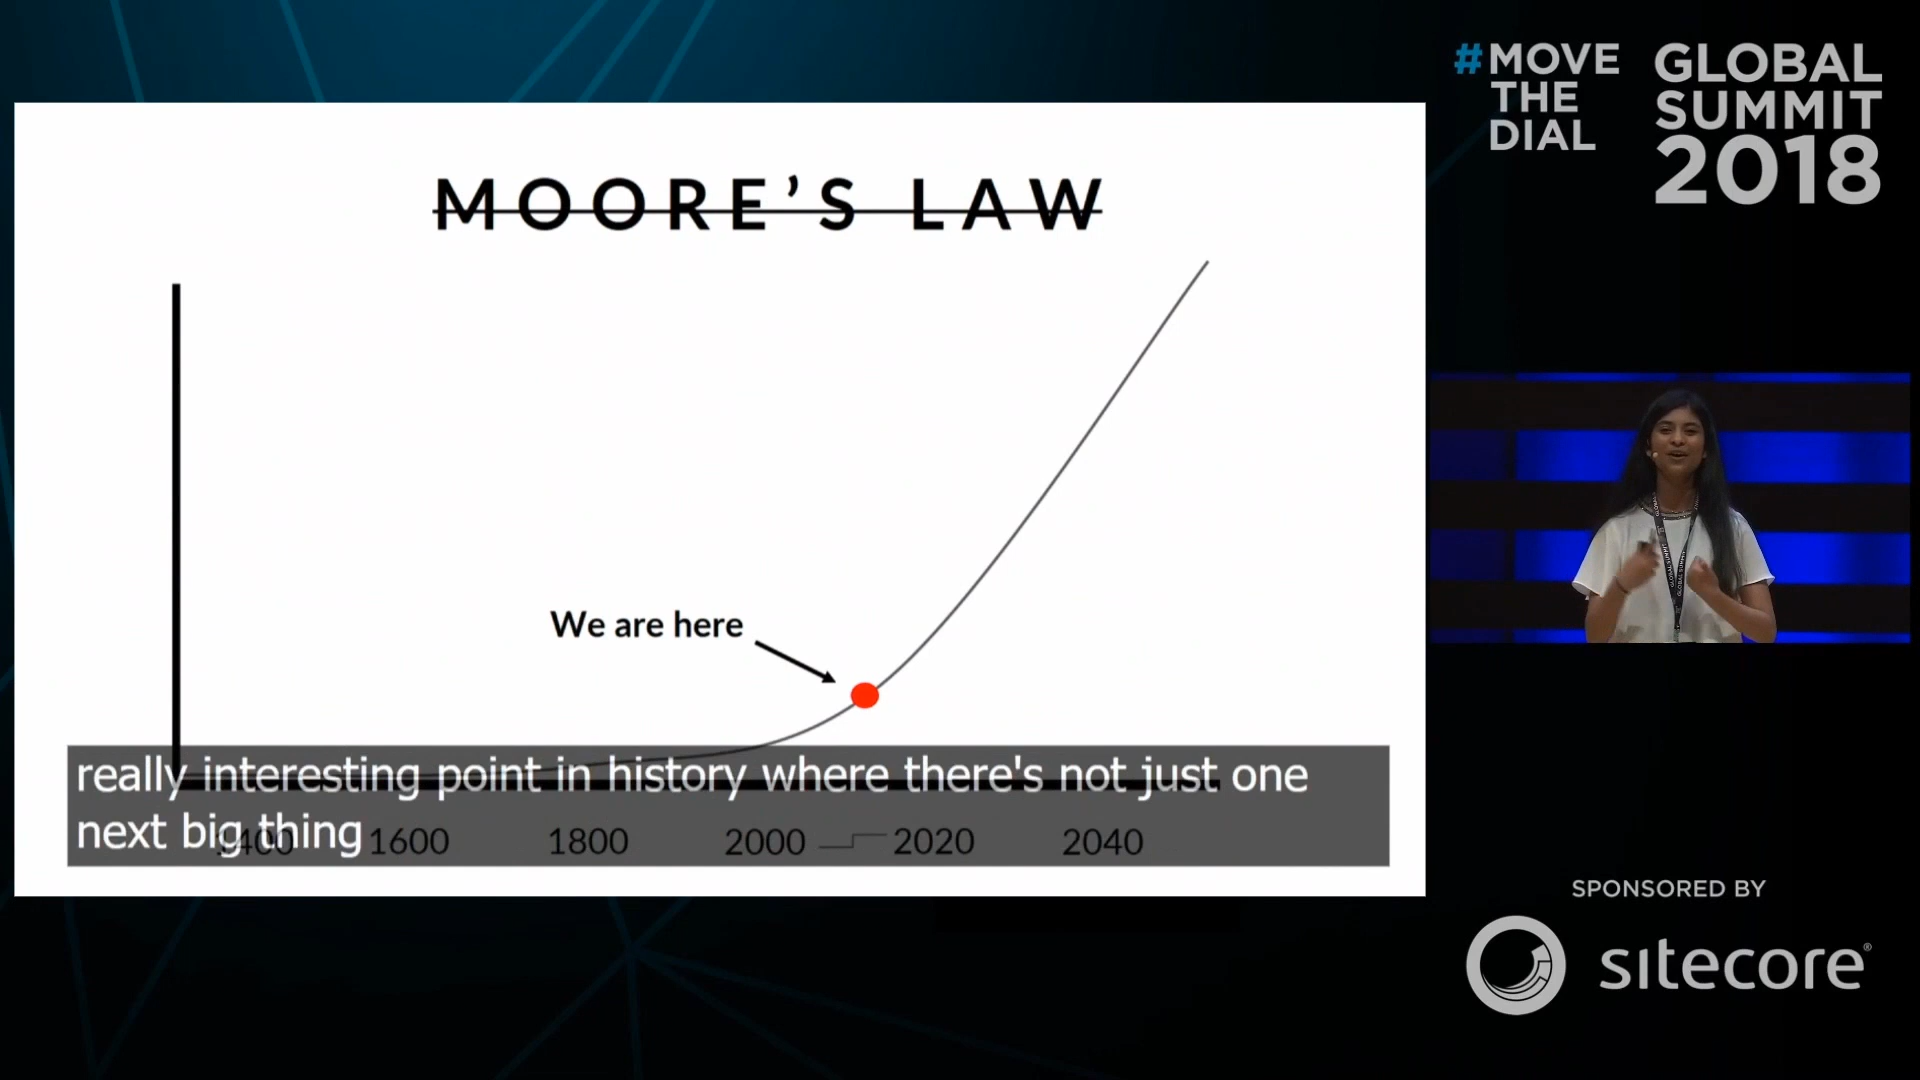 #MOVE
THE
DIAL
GLOBAL
SUMMIT
2018
MOORE'S LAW
We are here
really interesting point in history where there's not just one
next big thing
1400 1600 1800 2000 2020 2040
SPONSORED BY
sitecore®